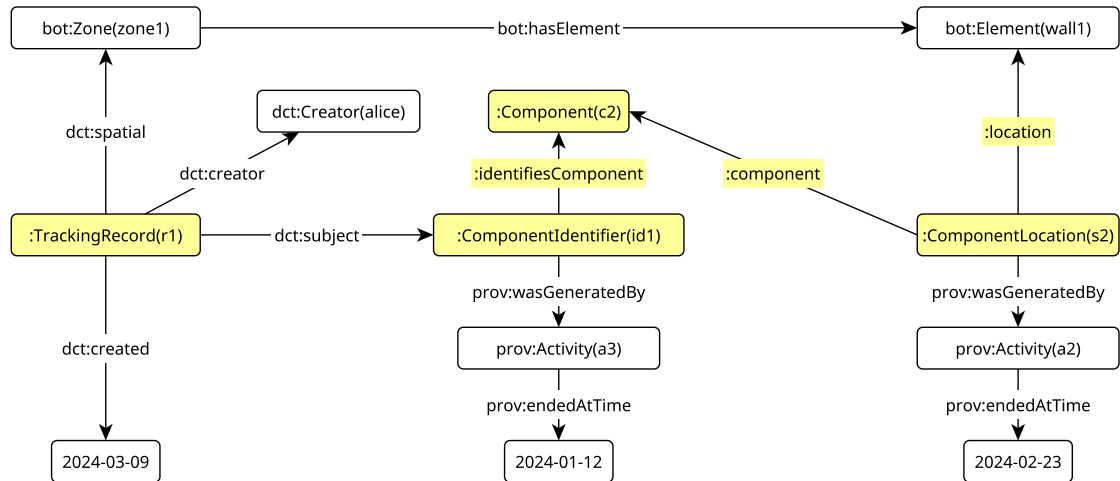 bot:Zone(zone1)
bot:hasElement
bot:Element(wall1)
dct:Creator(alice)
:Component(c2)
dct:spatial
:location
dct:creator
:identifiesComponent
:component
:TrackingRecord(r1)
dct:subject
:ComponentIdentifier(id1)
:ComponentLocation(s2)
prov:wasGeneratedBy
prov:wasGeneratedBy
dct:created
prov:Activity(a3)
prov:Activity(a2)
prov:endedAtTime
prov:endedAtTime
2024-03-09
2024-01-12
2024-02-23